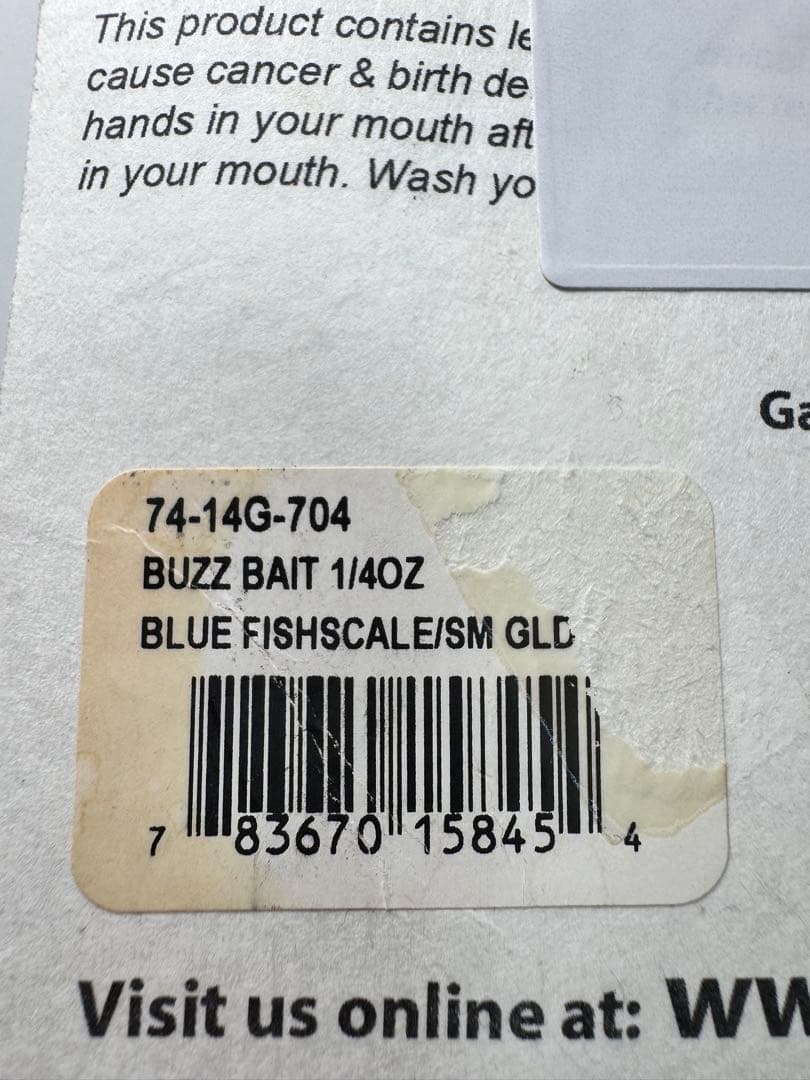 This product contains le
cause cancer & birth de
hands in your mouth aft
in your mouth. Wash yo
Ga
74-14G-704
BUZZ BAIT 1/4OZ
BLUE FISHSCALE/SM GLD
7 83670 15845 4
Visit us online at: WW